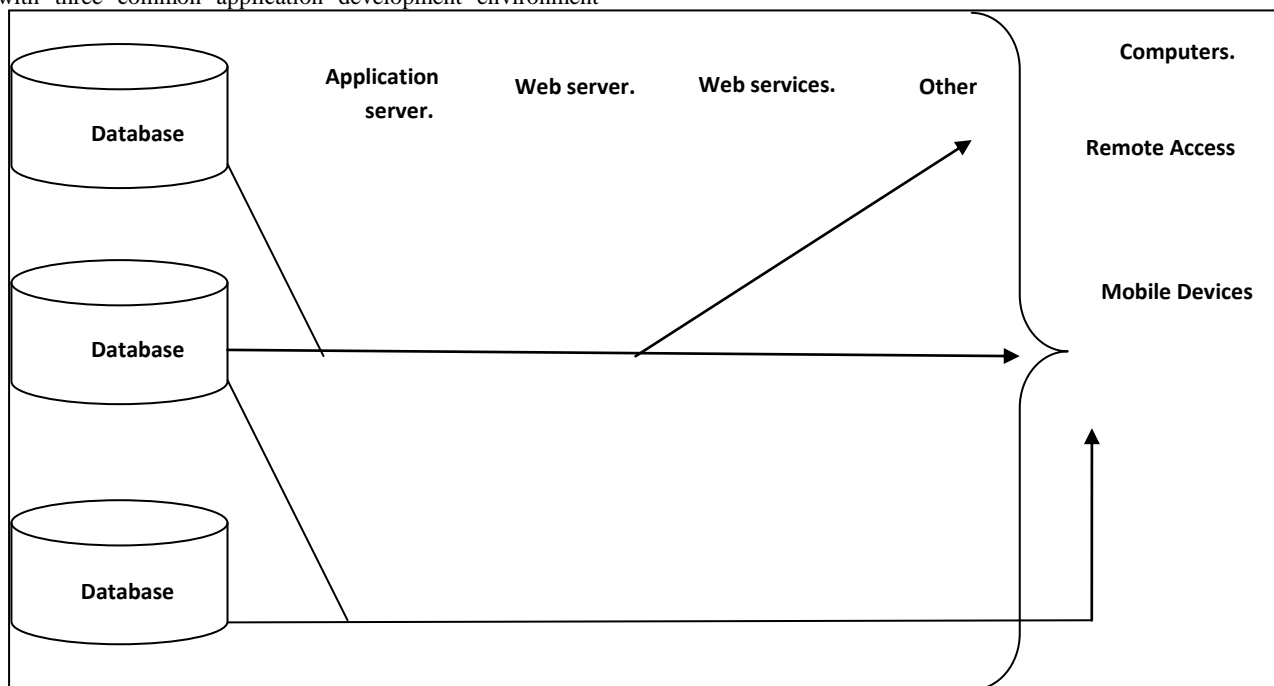 with three common application development environment
Computers.
Application
server.
Web server.
Web services.
Other
Database
Remote Access
Mobile Devices
Database
Database